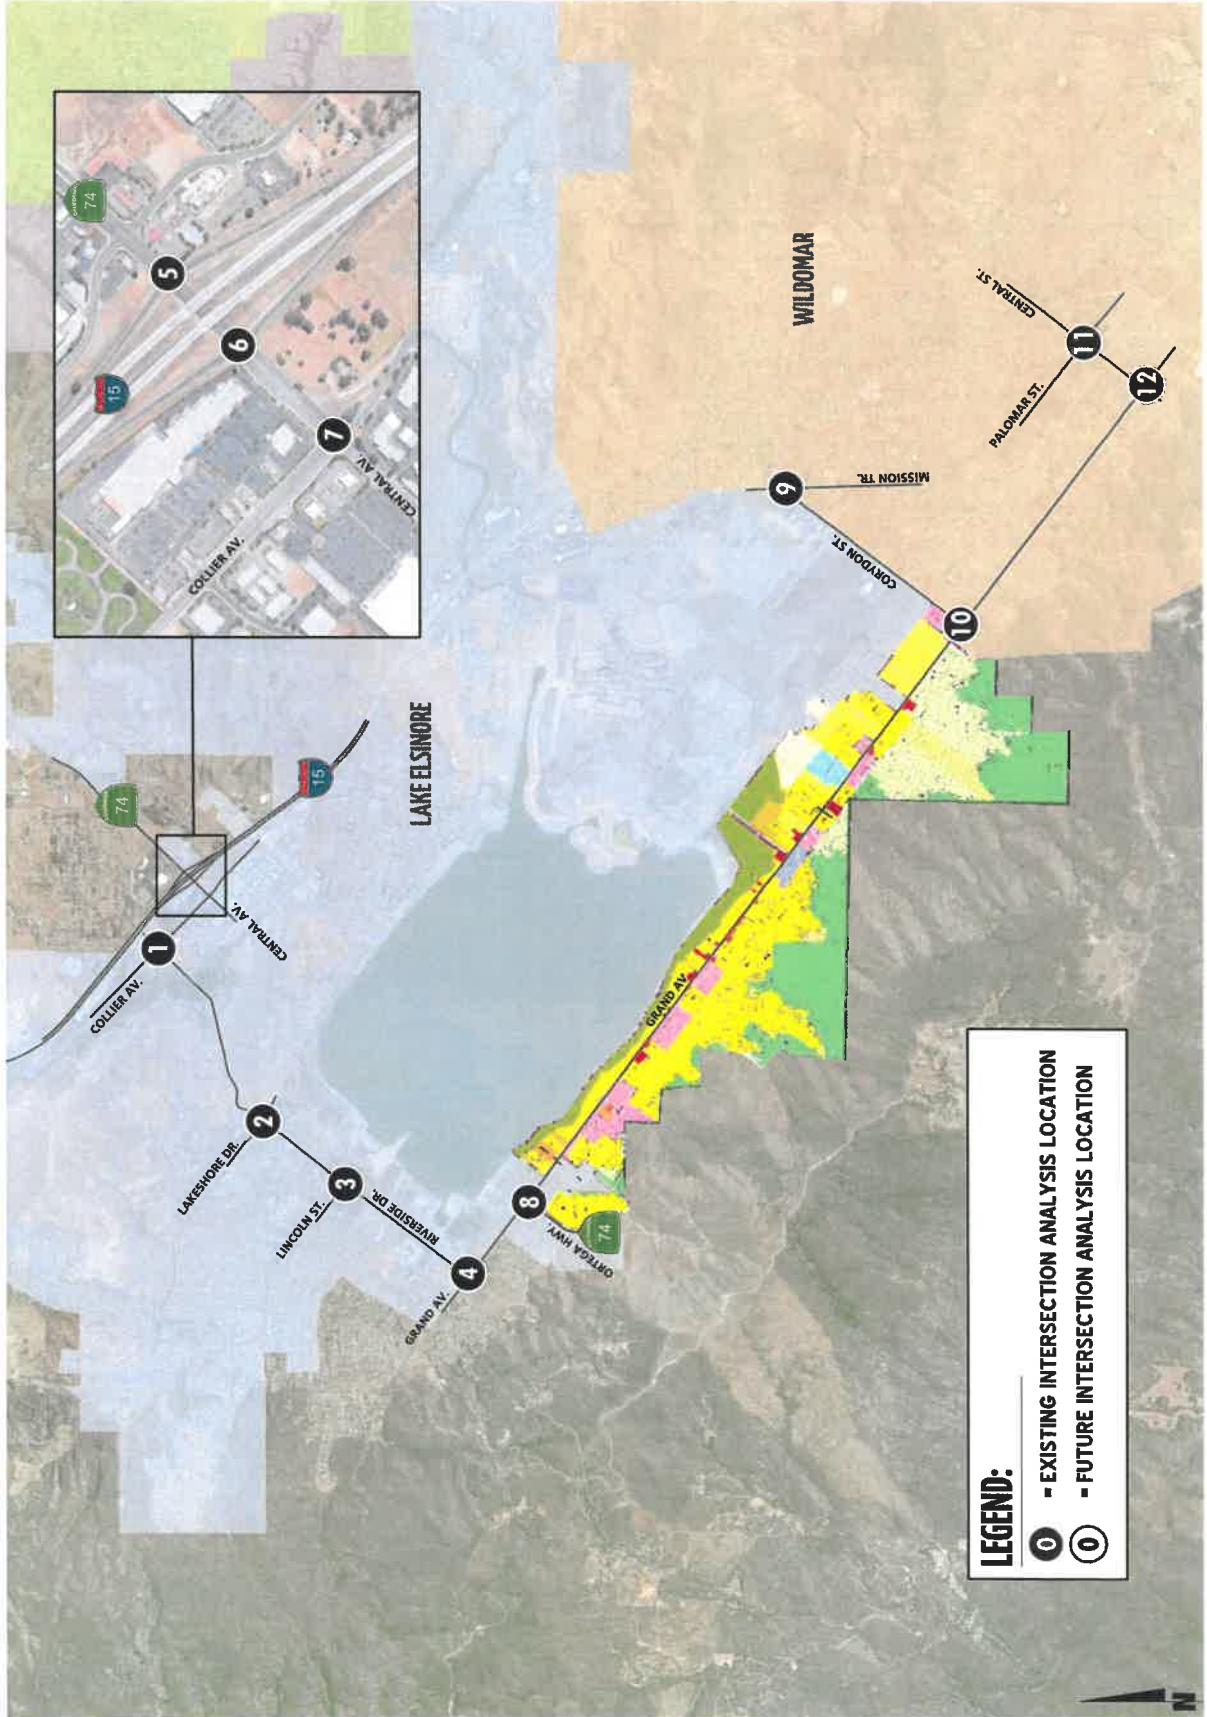 74
15
5
6
7
COLLIER AV.
CENTRAL AV.
74
15
1
COLLIER AV.
CENTRAL AV.
LAKE ELSINORE
2
LAKESHORE DR.
3
LINCOLN ST.
RIVERSIDE DR.
4
GRAND AV.
8
ORTEGA HWY.
74
GRAND AV.
WILDOMAR
9
MISSION TR.
CORYDON ST.
10
PALOMAR ST.
CENTRAL ST.
11
12
LEGEND:
0 = EXISTING INTERSECTION ANALYSIS LOCATION
0 = FUTURE INTERSECTION ANALYSIS LOCATION
N